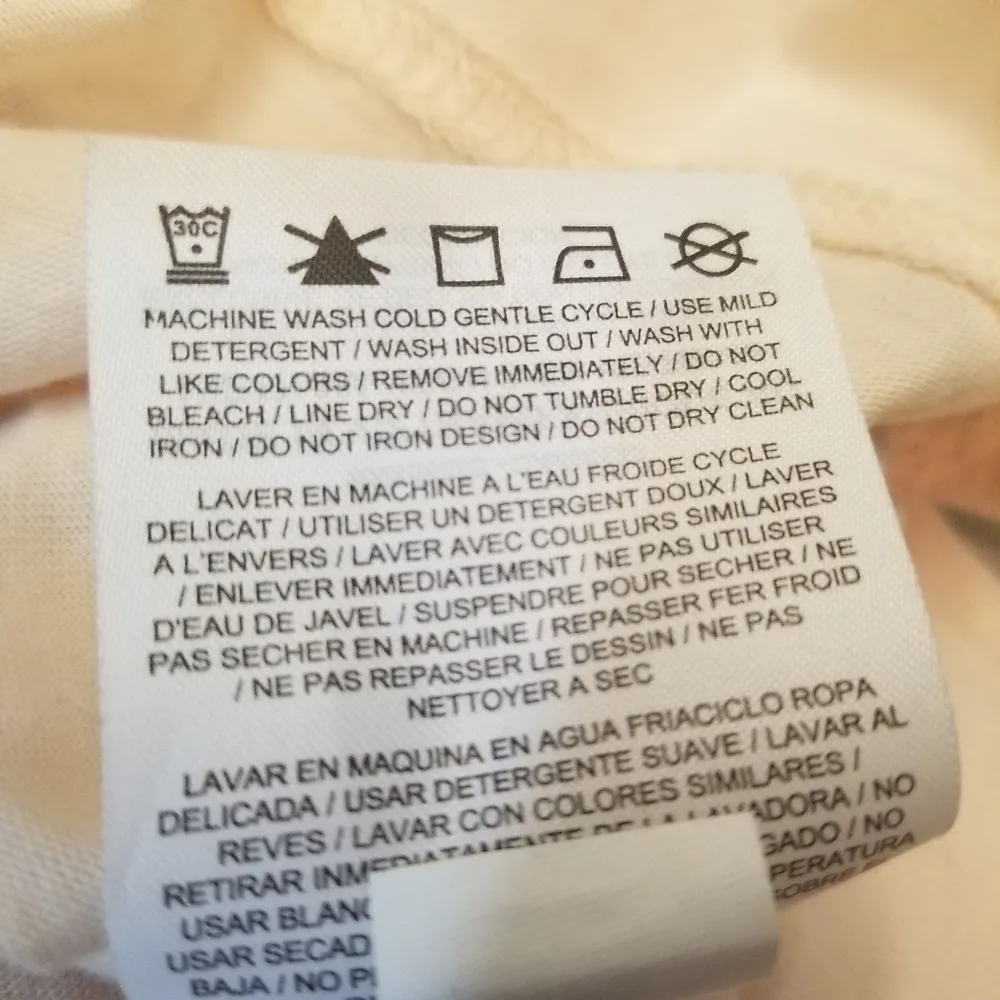 30C
MACHINE WASH COLD GENTLE CYCLE / USE MILD
DETERGENT / WASH INSIDE OUT / WASH WITH
LIKE COLORS / REMOVE IMMEDIATELY / DO NOT
BLEACH / LINE DRY / DO NOT TUMBLE DRY / COOL
IRON / DO NOT IRON DESIGN / DO NOT DRY CLEAN
LAVER EN MACHINE A L'EAU FROIDE CYCLE
DELICAT / UTILISER UN DETERGENT DOUX / LAVER
A L'ENVERS / LAVER AVEC COULEURS SIMILAIRES
/ ENLEVER IMMEDIATEMENT / NE PAS UTILISER
D'EAU DE JAVEL / SUSPENDRE POUR SECHER / NE
PAS SECHER EN MACHINE / REPASSER FER FROID
/ NE PAS REPASSER LE DESSIN / NE PAS
NETTOYER A SEC
LAVAR EN MAQUINA EN AGUA FRIACICLO ROPA
DELICADA / USAR DETERGENTE SUAVE / LAVAR AL
REVES / LAVAR CON COLORES SIMILARES /
RETIRAR INMEDIATAMENTE DE LA LAVADORA / NO
USAR / NO
USAR
BAJA / NO